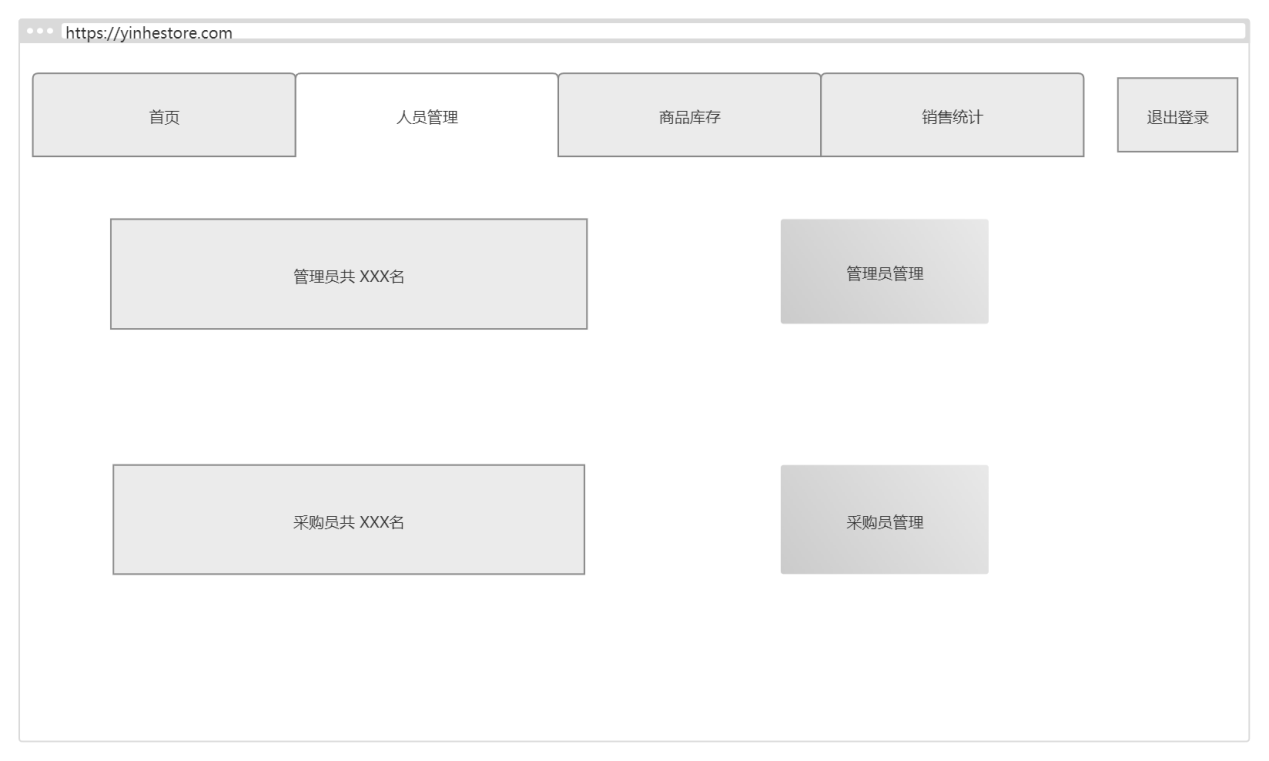 https://yinhestore.com
首页
人员管理
商品库存
销售统计
退出登录
管理员共 XXX名
管理员管理
采购员共 XXX名
采购员管理